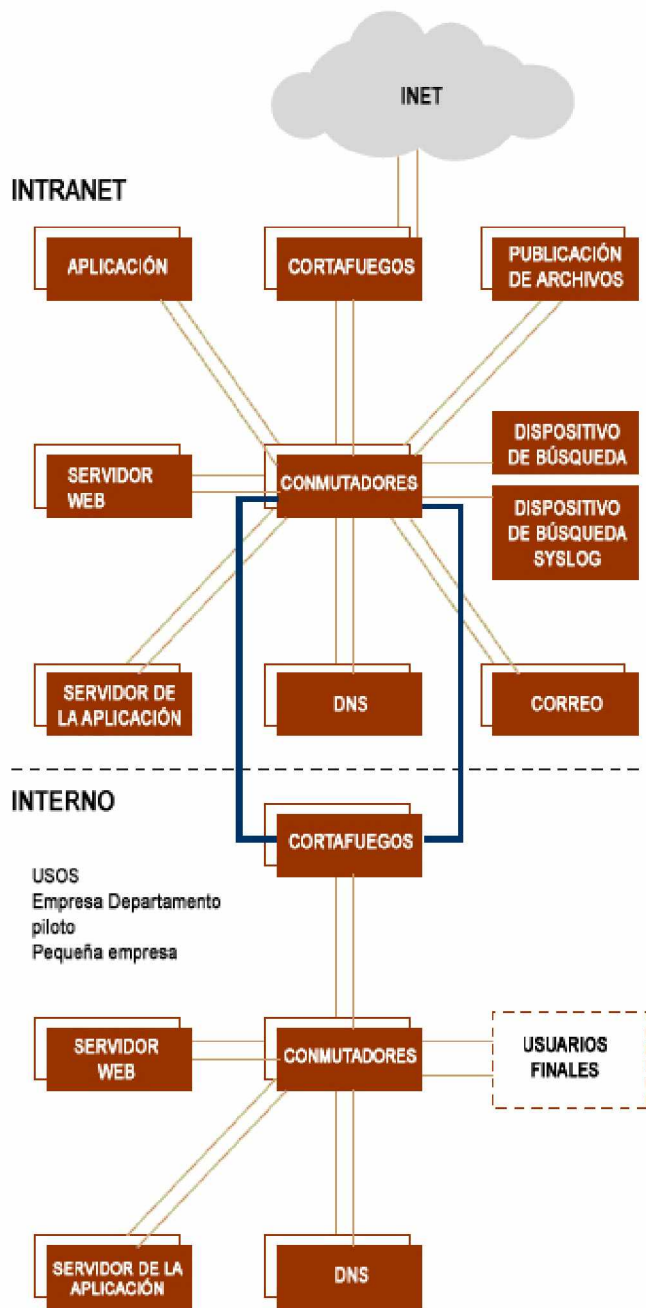 INET
INTRANET
APLICACIÓN
CORTAFUEGOS
PUBLICACIÓN
DE ARCHIVOS
SERVIDOR
WEB
CONMUTADORES
DISPOSITIVO
DE BÚSQUEDA
DISPOSITIVO
DE BÚSQUEDA
SYSLOG
SERVIDOR DE
LA APLICACIÓN
DNS
CORREO
INTERNO
CORTAFUEGOS
USOS
Empresa Departamento
piloto
Pequeña empresa
SERVIDOR
WEB
CONMUTADORES
USUARIOS
FINALES
SERVIDOR DE LA
APLICACIÓN
DNS